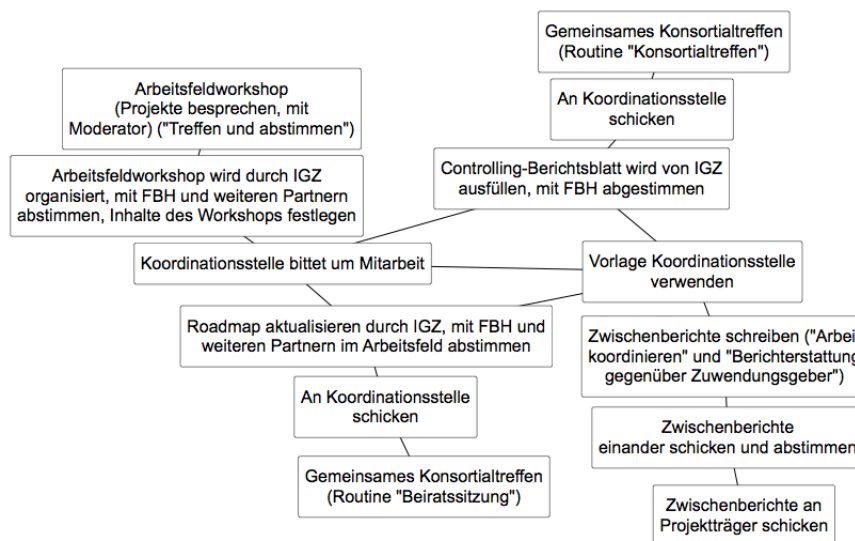 Gemeinsames Konsortialtreffen
(Routine "Konsortialtreffen")
Arbeitsfeldworkshop
(Projekte besprechen, mit
Moderator) ("Treffen und abstimmen")
An Koordinationsstelle
schicken
Arbeitsfeldworkshop wird durch IGZ
organisiert, mit FBH und weiteren Partnern
abstimmen, Inhalte des Workshops festlegen
Controlling-Berichtsblatt wird von IGZ
ausfüllen, mit FBH abgestimmen
Koordinationsstelle bittet um Mitarbeit
Vorlage Koordinationsstelle
verwenden
Roadmap aktualisieren durch IGZ, mit FBH und
weiteren Partnern im Arbeitsfeld abstimmen
Zwischenberichte schreiben ("Arbei
koordinieren" und "Berichterstattung
gegenüber Zuwendungsgeber")
An Koordinationsstelle
schicken
Zwischenberichte
einander schicken und abstimmen
Gemeinsames Konsortialtreffen
(Routine "Beiratssitzung")
Zwischenberichte an
Projektträger schicken